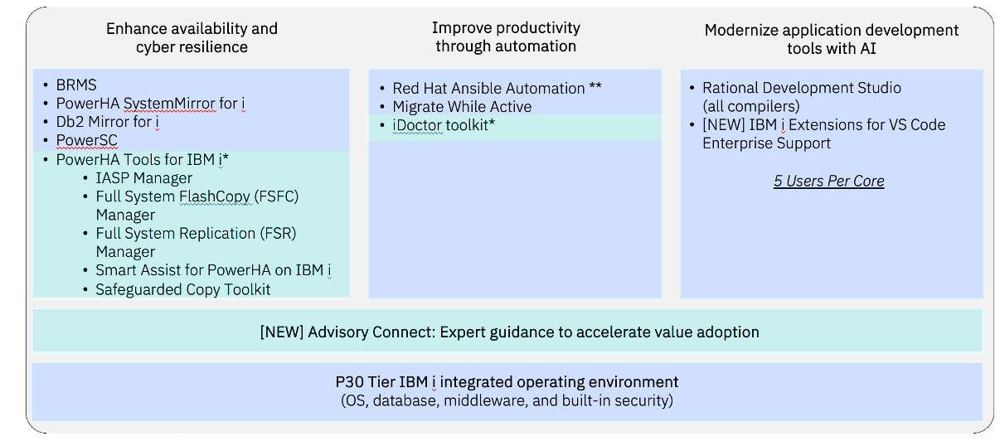 Enhance availability and
cyber resilience
• BRMS
• PowerHA SystemMirror for i
• Db2 Mirror for i
• PowerSC
• PowerHA Tools for IBM i*
• IASP Manager
• Full System FlashCopy (FSFC)
Manager
• Full System Replication (FSR)
Manager
• Smart Assist for PowerHA on IBM i
• Safeguarded Copy Toolkit
Improve productivity
through automation
• Red Hat Ansible Automation **
• Migrate While Active
• iDoctor toolkit*
Modernize application development
tools with AI
• Rational Development Studio
(all compilers)
• [NEW] IBM i Extensions for VS Code
Enterprise Support
5 Users Per Core
[NEW] Advisory Connect: Expert guidance to accelerate value adoption
P30 Tier IBM i integrated operating environment
(OS, database, middleware, and built-in security)